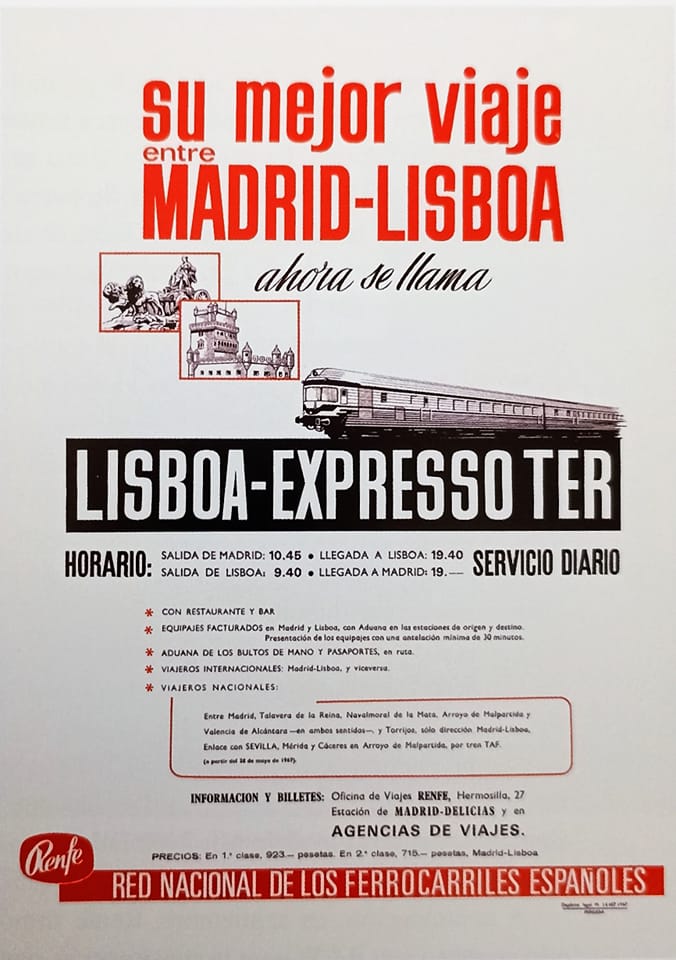 su mejor viaje
entre
MADRID-LISBOA
ahora se llama
LISBOA-EXPRESSO TER
HORARIO: SALIDA DE MADRID: 10.45 • LLEGADA A LISBOA: 19.40 SERVICIO DIARIO
SALIDA DE LISBOA: 9.40 • LLEGADA A MADRID: 19.—
* CON RESTAURANTE Y BAR
* EQUIPAJES FACTURADOS en Madrid y Lisboa, con Aduana en las estaciones de origen y destino.
Presentación de los equipajes con una antelación mínima de 30 minutos.
* ADUANA DE LOS BULTOS DE MANO Y PASAPORTES, en ruta.
* VIAJEROS INTERNACIONALES: Madrid-Lisboa, y viceversa.
* VIAJEROS NACIONALES:
Entre Madrid, Talavera de la Reina, Navalmoral de la Mata, Arroyo de Malpartida y
Valencia de Alcántara —en ambos sentidos—, y Torrijos, sólo dirección Madrid-Lisboa.
Enlace con SEVILLA, Mérida y Cáceres en Arroyo de Malpartida, por tren TAF.
(a partir del 28 de mayo de 1967).
INFORMACION Y BILLETES: Oficina de Viajes RENFE, Hermosilla, 27
Estación de MADRID-DELICIAS y en
AGENCIAS DE VIAJES.
PRECIOS: En 1.ª clase, 923.— pesetas. En 2.ª clase, 715.— pesetas, Madrid-Lisboa
Renfe
RED NACIONAL DE LOS FERROCARRILES ESPAÑOLES